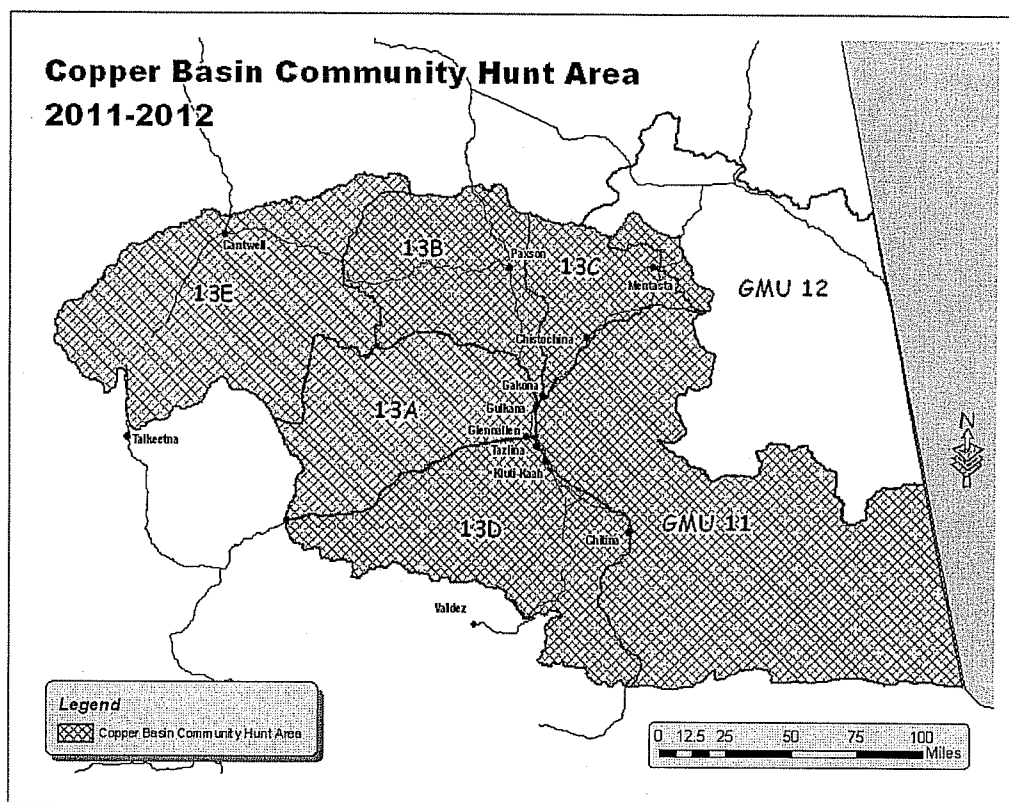 Copper Basin Community Hunt Area
2011-2012
Cantwell
13B
Paxson
13C
Mentasta
13E
GMU 12
Chistochina
Gakona
13A
Gulkana
Glennallen
Talkeetna
Tazlina
Kluti-Kaah
N
13D
GMU 11
Chitina
Valdez
Legend
Copper Basin Community Hunt Area
0 12.5 25 50 75 100
Miles